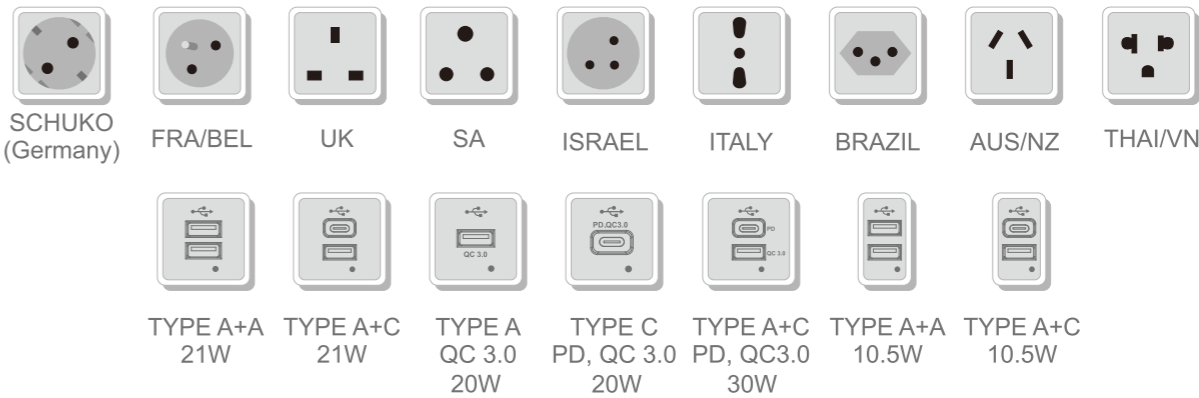 SCHUKO
(Germany)
FRA/BEL
UK
SA
ISRAEL
ITALY
BRAZIL
AUS/NZ
THAI/VN
QC 3.0
PD.QC3.0
PD
QC 3.0
TYPE A+A
21W
TYPE A+C
21W
TYPE A
QC 3.0
20W
TYPE C
PD, QC 3.0
20W
TYPE A+C
PD, QC3.0
30W
TYPE A+A
10.5W
TYPE A+C
10.5W